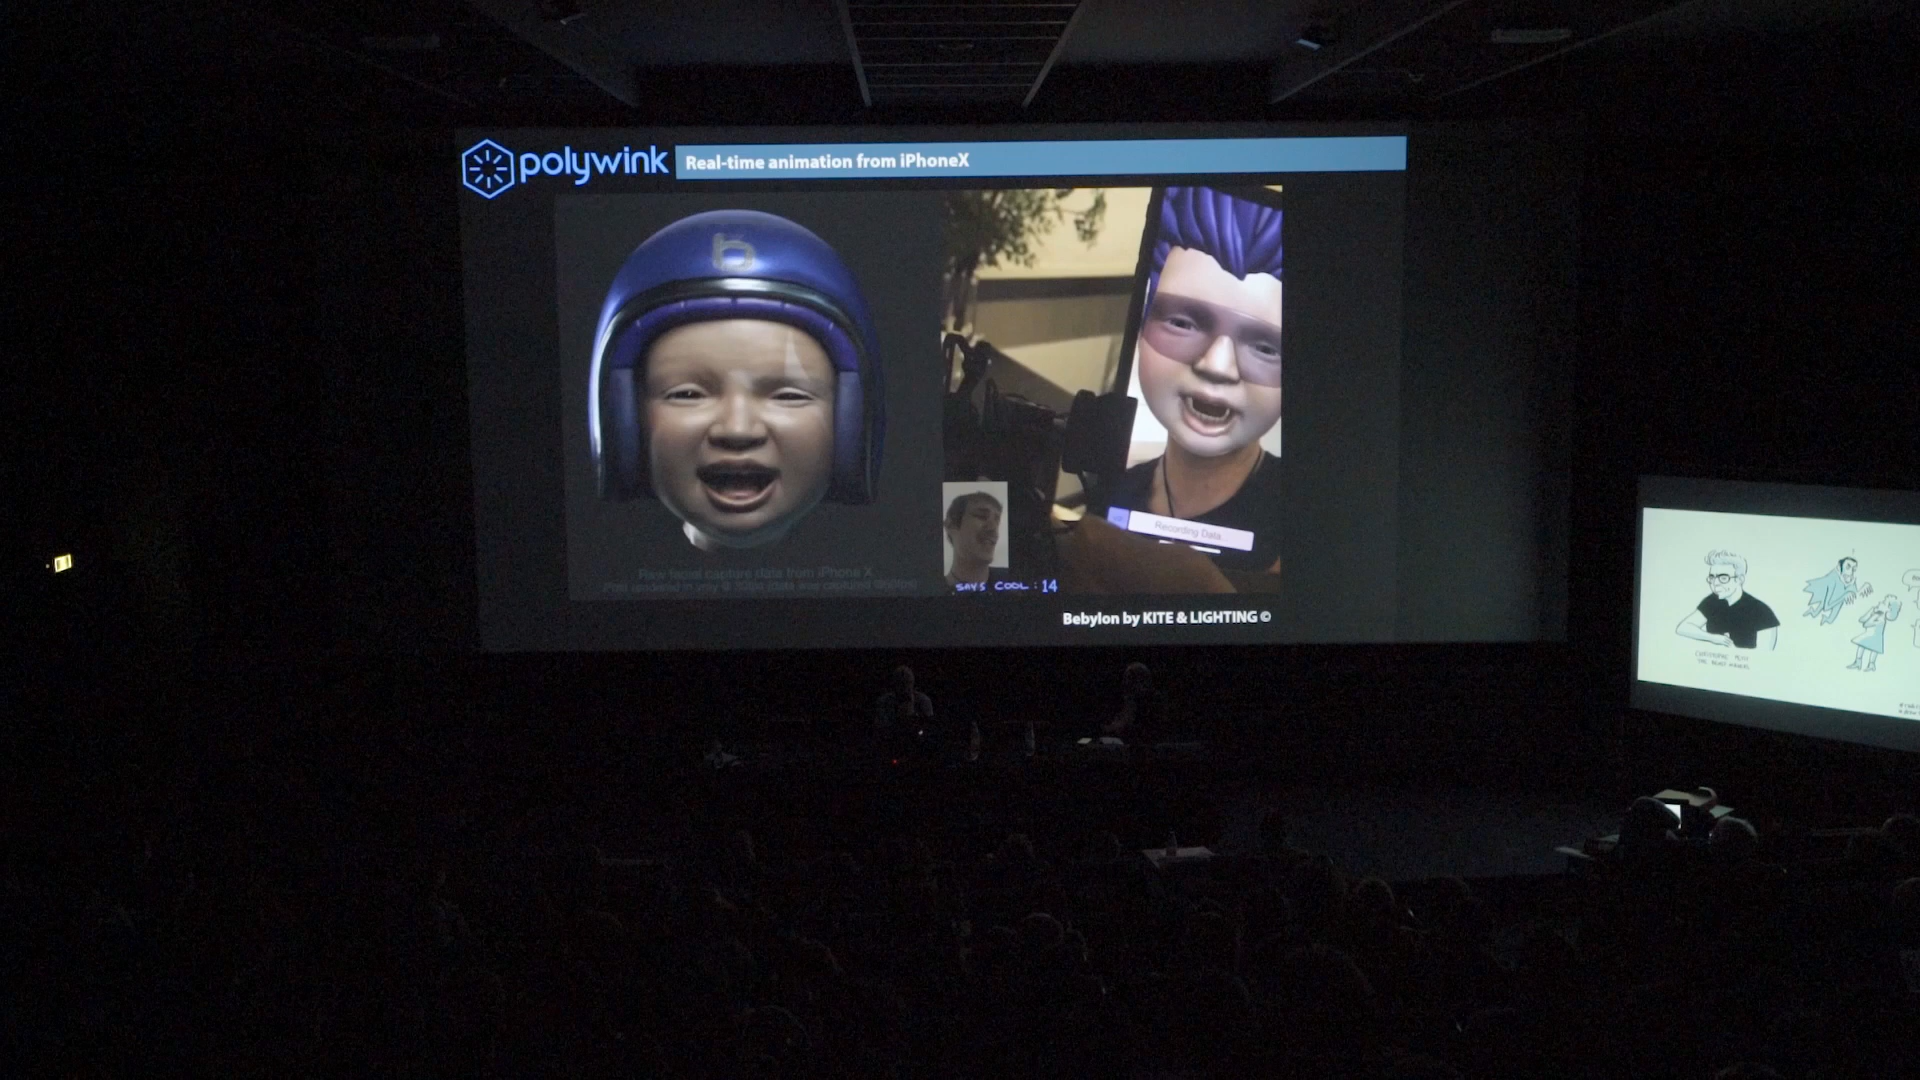 polywink
Real-time animation from iPhoneX
b
Recording Data...
Raw facial capture data from iPhone X
SAYS COOL : 14
Bebylon by KITE & LIGHTING ©